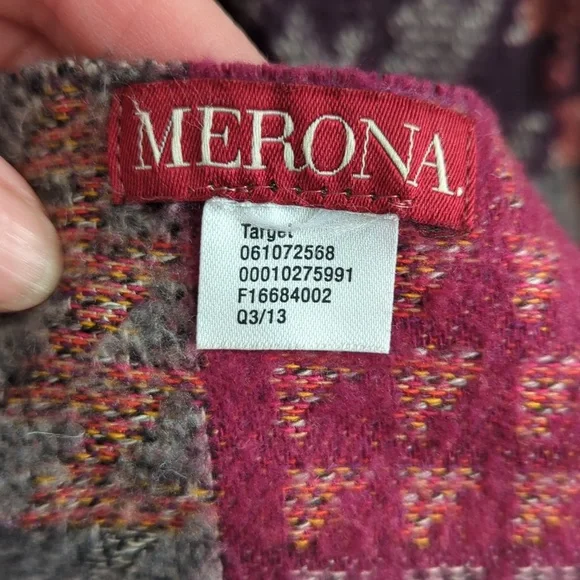 MERONA.
Target
061072568
00010275991
F16684002
Q3/13